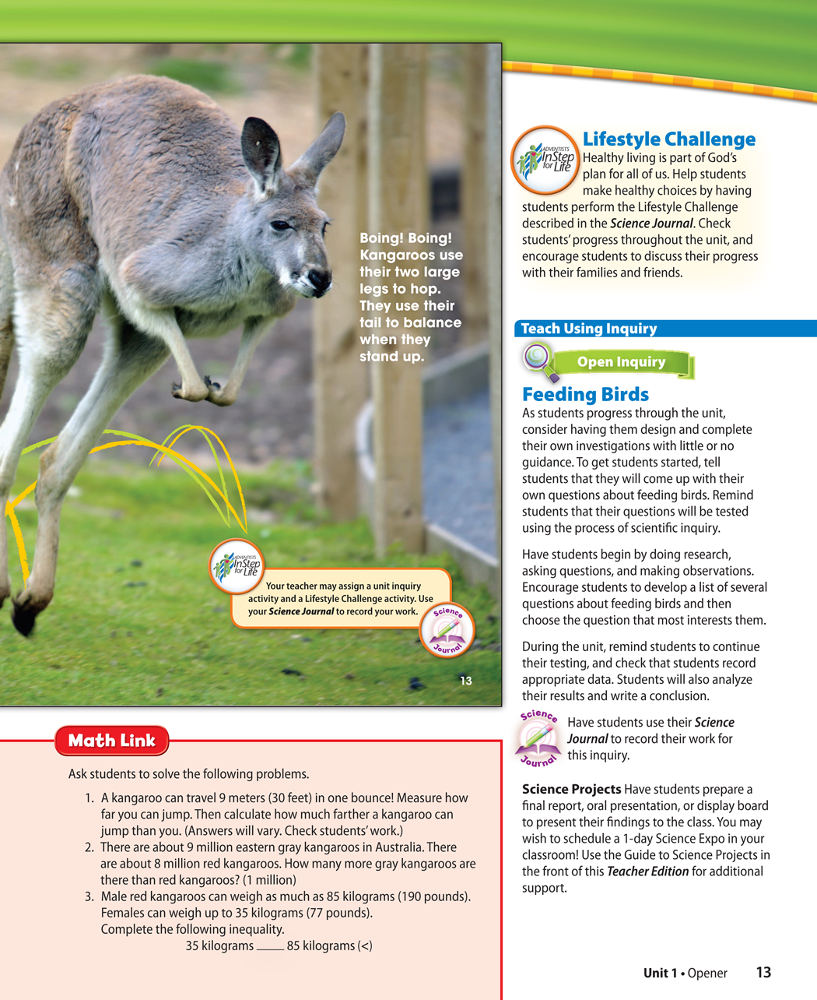 Boing! Boing!
Kangaroos use
their two large
legs to hop.
They use their
tail to balance
when they
stand up.
ADVENTISTS
InStep
for Life
Your teacher may assign a unit inquiry
activity and a Lifestyle Challenge activity. Use
your Science Journal to record your work.
Science
Journal
13
Math Link
Ask students to solve the following problems.
1. A kangaroo can travel 9 meters (30 feet) in one bounce! Measure how
far you can jump. Then calculate how much farther a kangaroo can
jump than you. (Answers will vary. Check students' work.)
2. There are about 9 million eastern gray kangaroos in Australia. There
are about 8 million red kangaroos. How many more gray kangaroos are
there than red kangaroos? (1 million)
3. Male red kangaroos can weigh as much as 85 kilograms (190 pounds).
Females can weigh up to 35 kilograms (77 pounds).
Complete the following inequality.
35 kilograms ____ 85 kilograms (<)
ADVENTISTS
InStep
for Life
Lifestyle Challenge
Healthy living is part of God's
plan for all of us. Help students
make healthy choices by having
students perform the Lifestyle Challenge
described in the Science Journal. Check
students' progress throughout the unit, and
encourage students to discuss their progress
with their families and friends.
Teach Using Inquiry
Open Inquiry
Feeding Birds
As students progress through the unit,
consider having them design and complete
their own investigations with little or no
guidance. To get students started, tell
students that they will come up with their
own questions about feeding birds. Remind
students that their questions will be tested
using the process of scientific inquiry.
Have students begin by doing research,
asking questions, and making observations.
Encourage students to develop a list of several
questions about feeding birds and then
choose the question that most interests them.
During the unit, remind students to continue
their testing, and check that students record
appropriate data. Students will also analyze
their results and write a conclusion.
Science
Journal
Have students use their Science
Journal to record their work for
this inquiry.
Science Projects Have students prepare a
final report, oral presentation, or display board
to present their findings to the class. You may
wish to schedule a 1-day Science Expo in your
classroom! Use the Guide to Science Projects in
the front of this Teacher Edition for additional
support.
Unit 1 • Opener 13